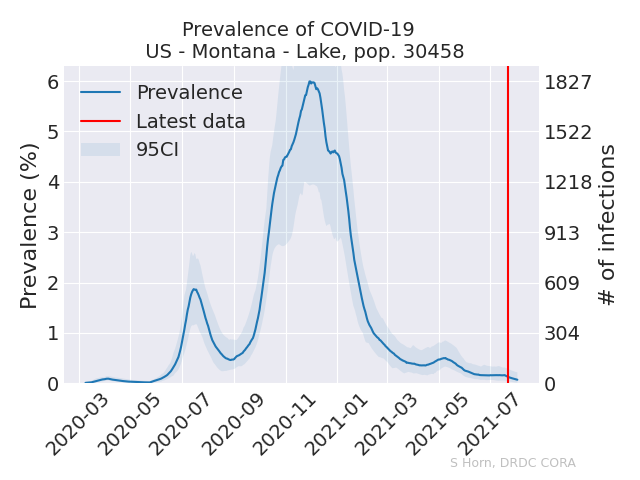 Prevalence of COVID-19
US - Montana - Lake, pop. 30458
Prevalence
Latest data
95CI
Prevalence (%)
6
5
4
3
2
1
0
1827
1522
1218
913
609
304
0
# of infections
2020-03
2020-05
2020-07
2020-09
2020-11
2021-01
2021-03
2021-05
2021-07
S Horn, DRDC CORA